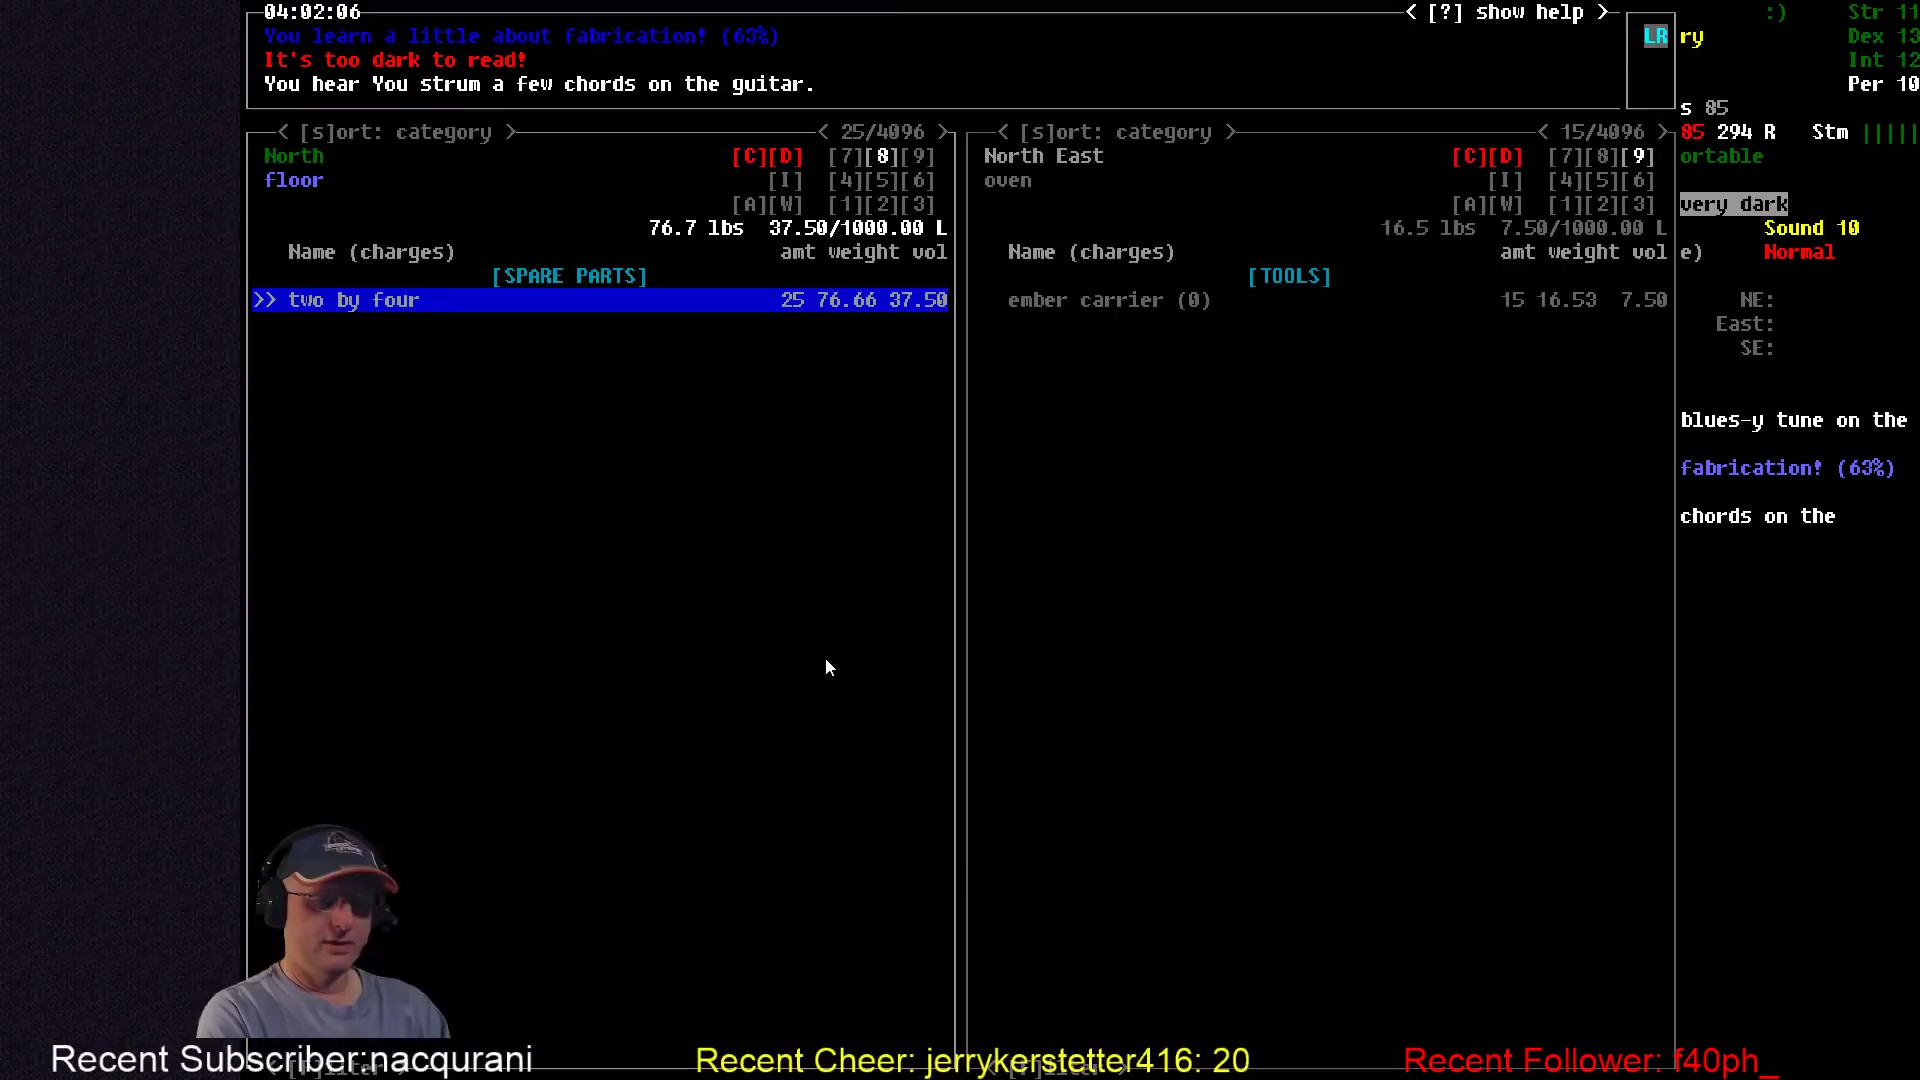 04:02:06
< [?] show help >
You learn a little about fabrication! (63%)
It's too dark to read!
You hear You strum a few chords on the guitar.
LR
ry
:)
Str 11
Dex 13
Int 12
Per 10
s 85
85 294 R Stm |||||
ortable
very dark
Sound 10
e) Normal
NE:
East:
SE:
blues-y tune on the
fabrication! (63%)
chords on the
< [s]ort: category > < 25/4096 >
North [C][D] [7][8][9]
floor [I] [4][5][6]
[A][W] [1][2][3]
76.7 lbs 37.50/1000.00 L
Name (charges) amt weight vol
[SPARE PARTS]
>> two by four 25 76.66 37.50
< [s]ort: category > < 15/4096 >
North East [C][D] [7][8][9]
oven [I] [4][5][6]
[A][W] [1][2][3]
16.5 lbs 7.50/1000.00 L
Name (charges) amt weight vol
[TOOLS]
ember carrier (0) 15 16.53 7.50
Recent Subscriber:nacqurani
Recent Cheer: jerrykerstetter416: 20
Recent Follower: f40ph_